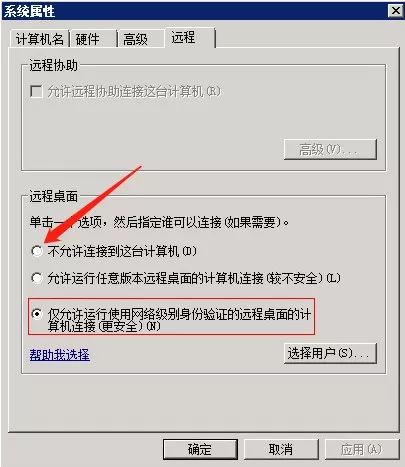 系统属性
计算机名 硬件 高级 远程
远程协助
允许远程协助连接这台计算机(R)
高级(V)...
远程桌面
单击一个选项，然后指定谁可以连接(如果需要)。
不允许连接到这台计算机(D)
允许运行任意版本远程桌面的计算机连接(较不安全)(L)
仅允许运行使用网络级别身份验证的远程桌面的计
算机连接(更安全)(N)
帮助我选择
选择用户(S)...
确定 取消 应用(A)